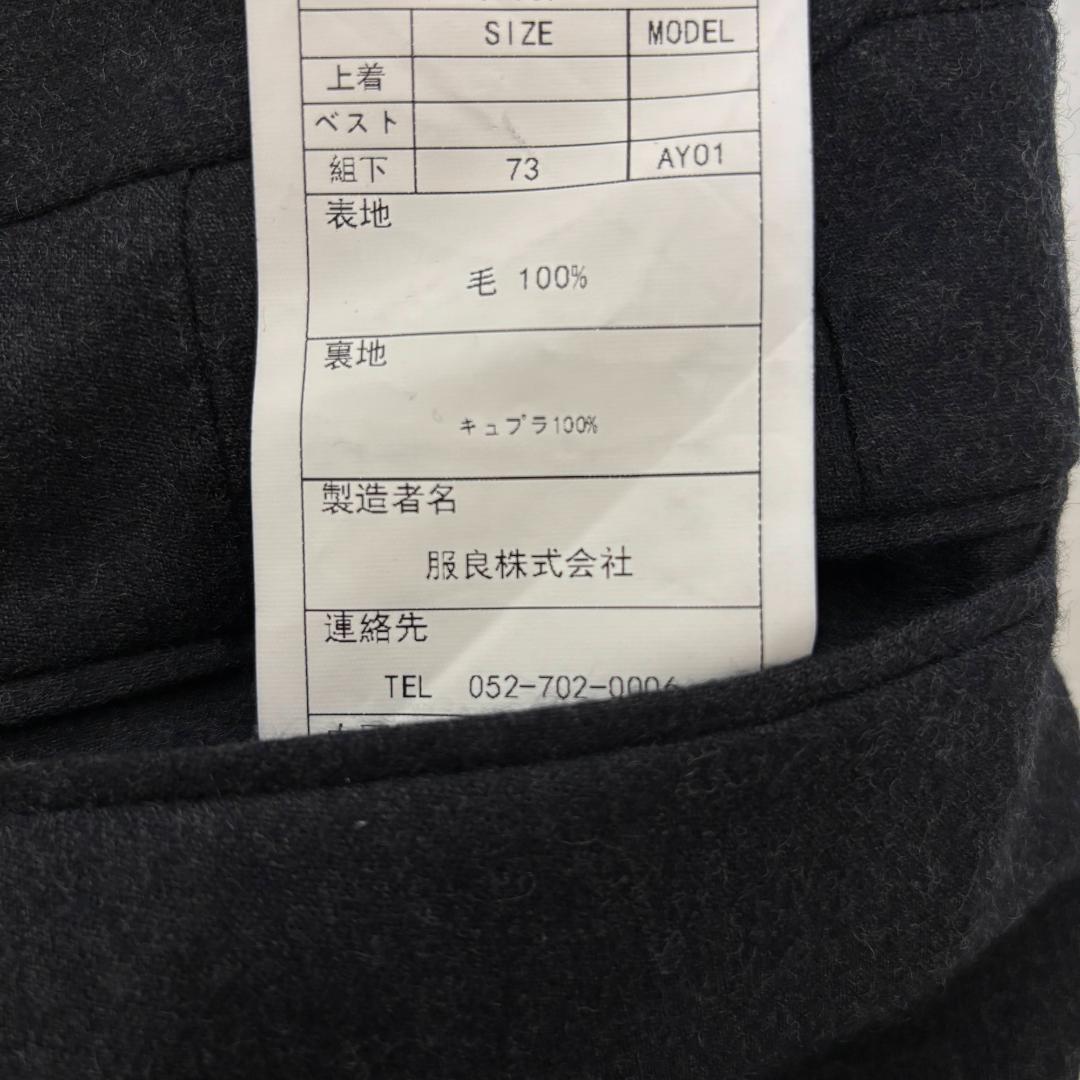 SIZE MODEL
上着
ベスト
組下 73 AY01
表地
毛 100%
裏地
キュプラ100%
製造者名
服良株式会社
連絡先
TEL 052-702-0006